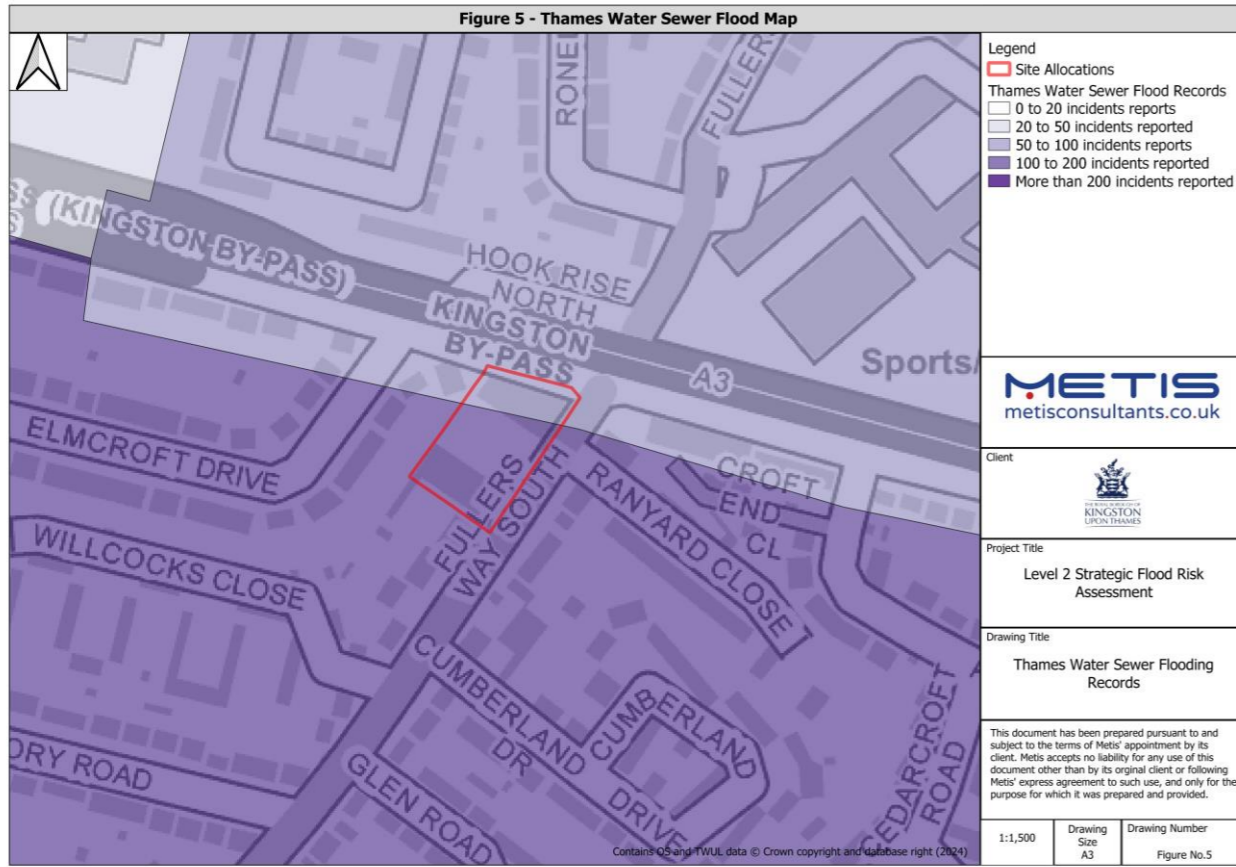 Figure 5 - Thames Water Sewer Flood Map
Legend
Site Allocations
Thames Water Sewer Flood Records
0 to 20 incidents reports
20 to 50 incidents reported
50 to 100 incidents reports
100 to 200 incidents reported
More than 200 incidents reported
RONE
FULLERS
(KINGSTON-BY-PASS)
HOOK RISE
NORTH
KINGSTON
BY-PASS
A3
Sports/
ELMCROFT DRIVE
FULLERS
WAY SOUTH
RANYARD CLOSE
CROFT
END
CL
WILLCOCKS CLOSE
CUMBERLAND
DR
CUMBERLAND
DRIVE
CEDARCROFT
ROAD
ORY ROAD
GLEN ROAD
Contains OS and TWUL data © Crown copyright and database right (2024)
METIS
metisconsultants.co.uk
Client
THE ROYAL BOROUGH OF
KINGSTON
UPON THAMES
Project Title
Level 2 Strategic Flood Risk
Assessment
Drawing Title
Thames Water Sewer Flooding
Records
This document has been prepared pursuant to and
subject to the terms of Metis' appointment by its
client. Metis accepts no liability for any use of this
document other than by its orginal client or following
Metis' express agreement to such use, and only for the
purpose for which it was prepared and provided.
1:1,500
Drawing
Size
A3
Drawing Number
Figure No.5